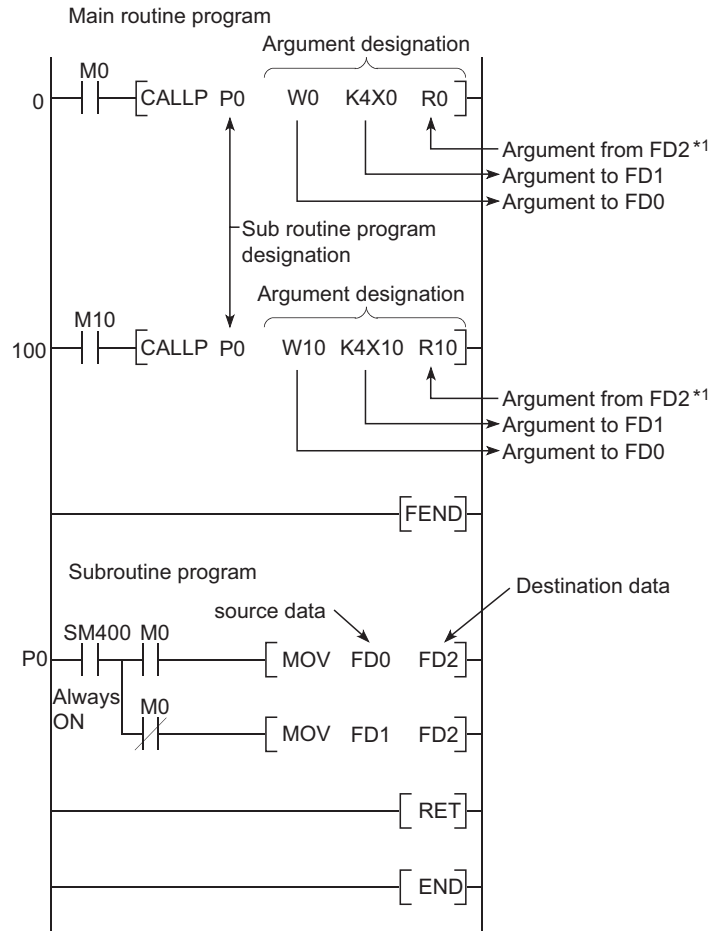 Main routine program
Argument designation
M0
0 CALLP P0 W0 K4X0 R0
Argument from FD2*1
Argument to FD1
Argument to FD0
Sub routine program
designation
Argument designation
M10
100 CALLP P0 W10 K4X10 R10
Argument from FD2*1
Argument to FD1
Argument to FD0
FEND
Subroutine program
Destination data
source data
SM400 M0
P0 MOV FD0 FD2
Always
ON
M0
MOV FD1 FD2
RET
END